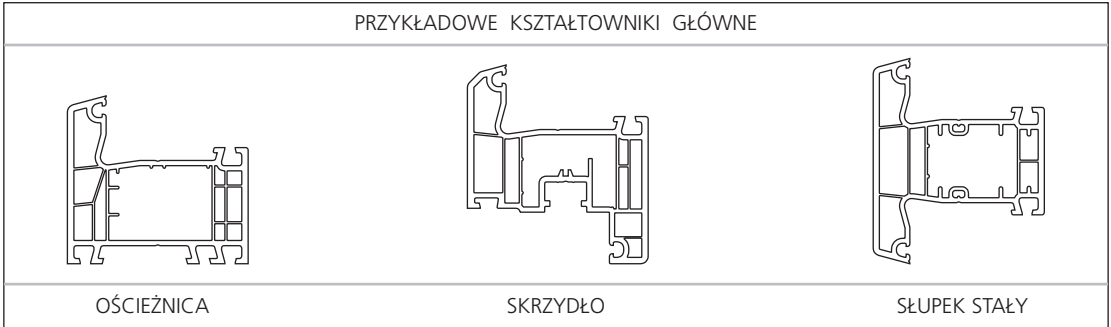 PRZYKŁADOWE KSZTAŁTOWNIKI GŁÓWNE
OŚCIEŻNICA
SKRZYDŁO
SŁUPEK STAŁY